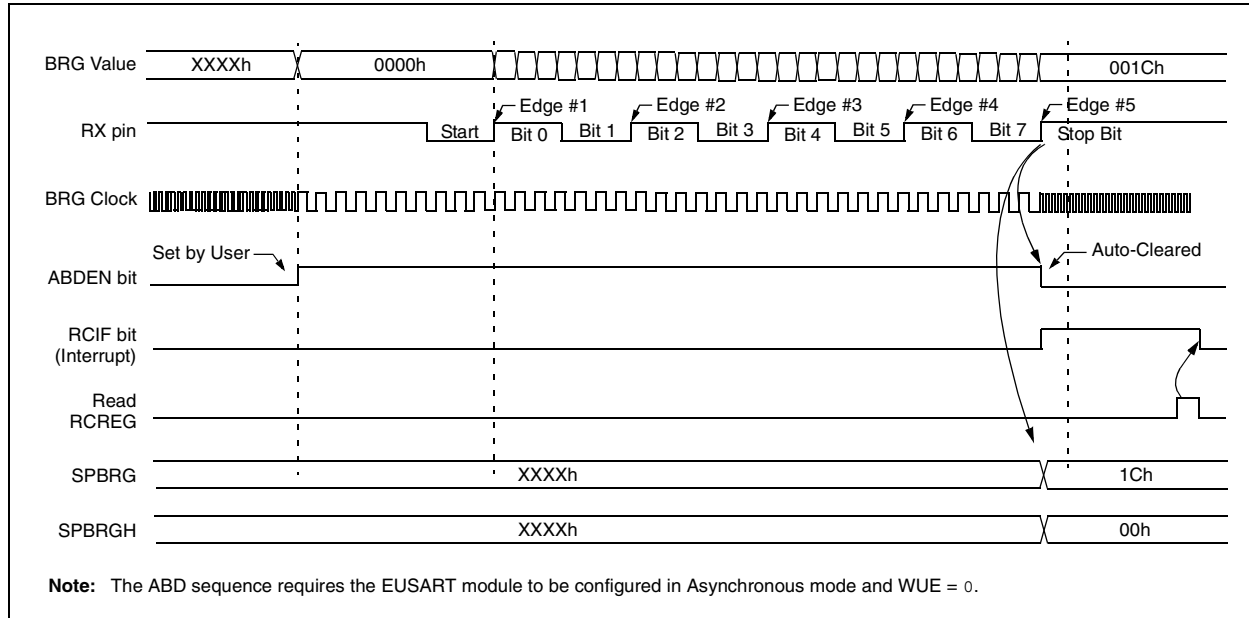 BRG Value XXXXh 0000h 001Ch
Edge #1 Edge #2 Edge #3 Edge #4 Edge #5
RX pin Start Bit 0 Bit 1 Bit 2 Bit 3 Bit 4 Bit 5 Bit 6 Bit 7 Stop Bit
BRG Clock
Set by User Auto-Cleared
ABDEN bit
RCIF bit
(Interrupt)
Read
RCREG
SPBRG XXXXh 1Ch
SPBRGH XXXXh 00h
Note: The ABD sequence requires the EUSART module to be configured in Asynchronous mode and WUE = 0.